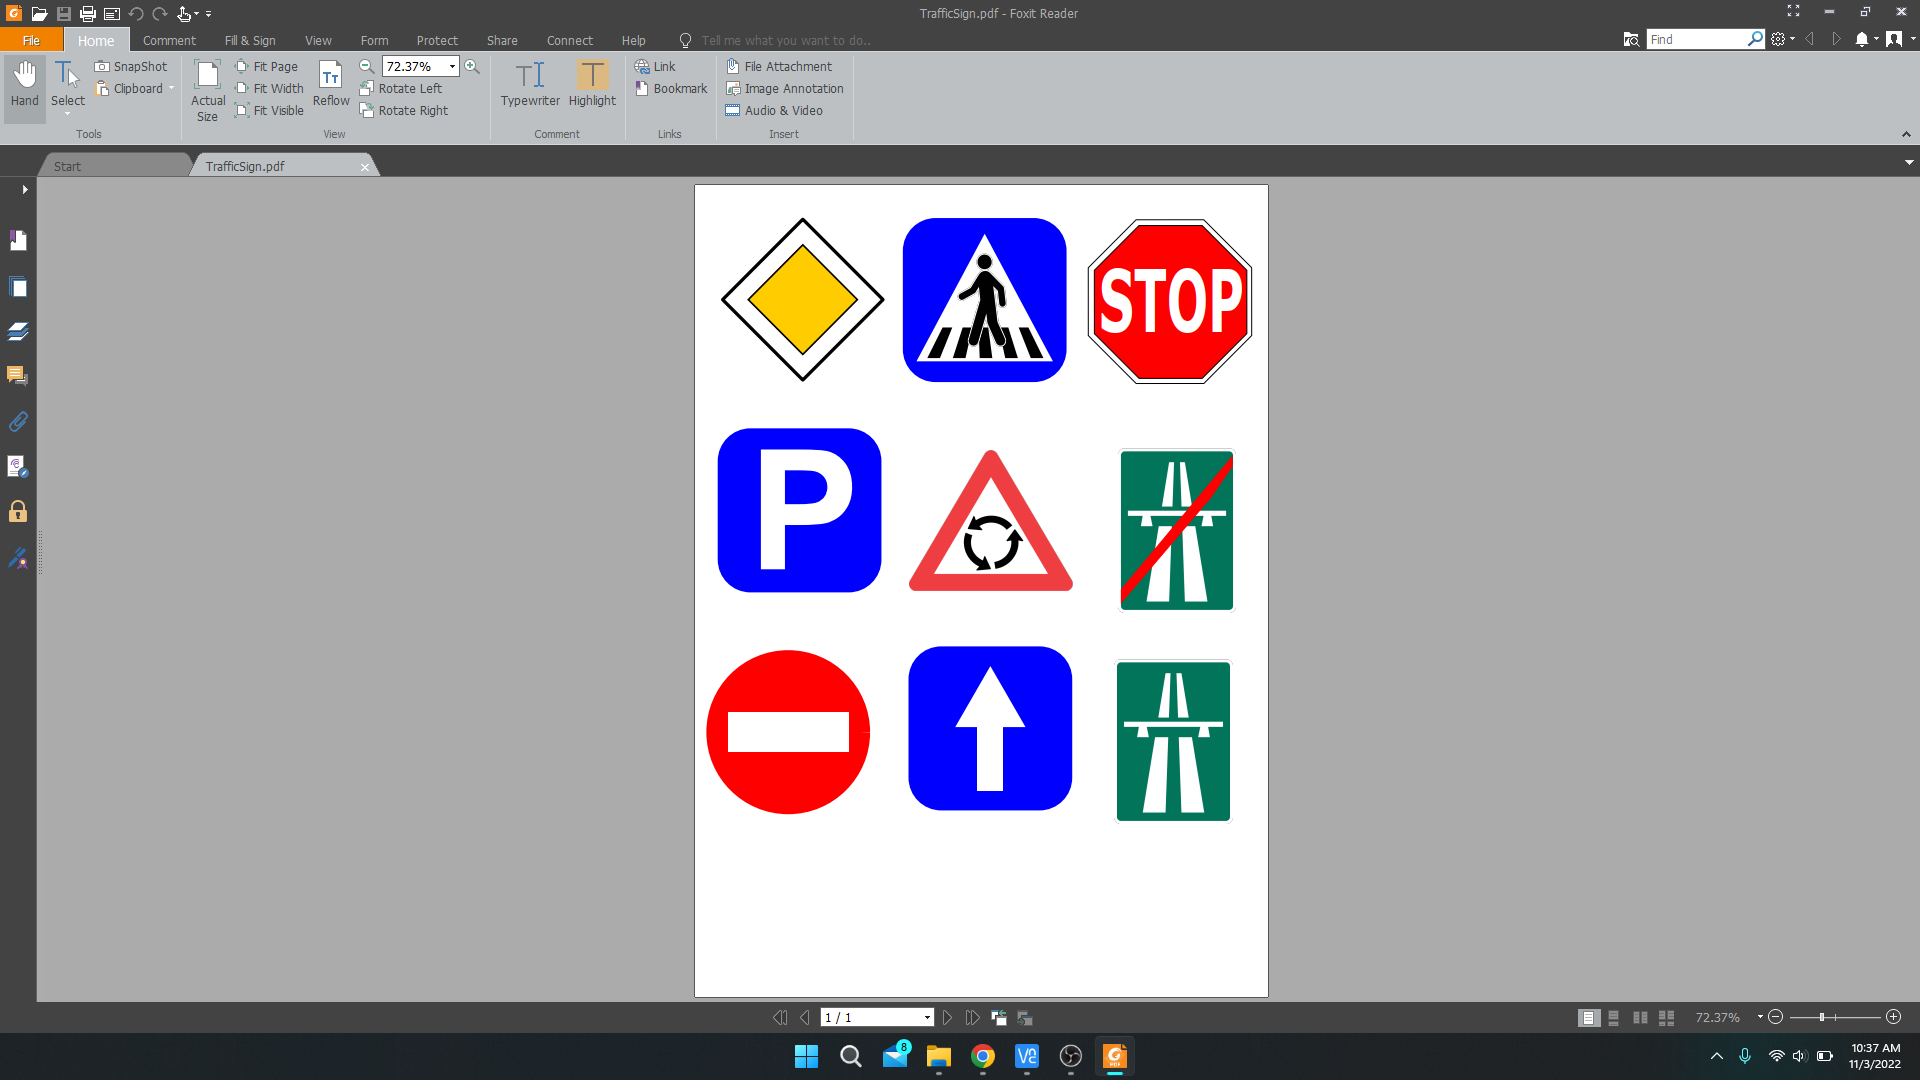 TrafficSign.pdf - Foxit Reader
File Home Comment Fill & Sign View Form Protect Share Connect Help Tell me what you want to do.. Find
Hand
Select
SnapShot
Clipboard
Actual Size
Fit Page
Fit Width
Fit Visible
Reflow
72.37%
Rotate Left
Rotate Right
Typewriter
Highlight
Link
Bookmark
File Attachment
Image Annotation
Audio & Video
Tools View Comment Links Insert
Start TrafficSign.pdf
STOP
P
1 / 1
72.37%
8
PDF
10:37 AM
11/3/2022